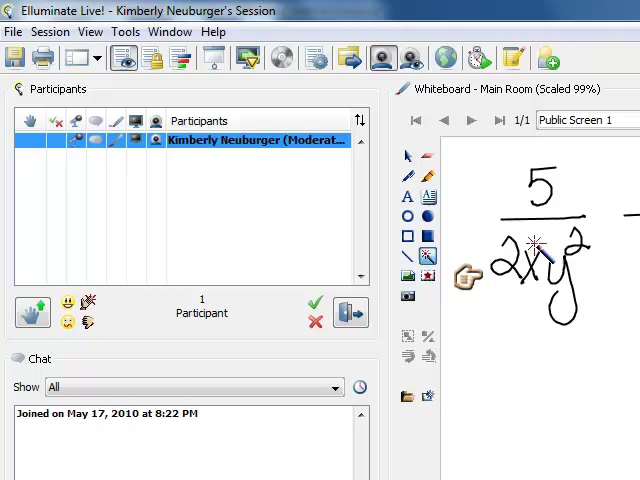 Elluminate Live! - Kimberly Neuburger's Session
File Session View Tools Window Help
Participants
Participants
Kimberly Neuburger (Moderat...
1
Participant
Chat
Show All
Joined on May 17, 2010 at 8:22 PM
Whiteboard - Main Room (Scaled 99%)
1/1 Public Screen 1
A A
5
2xy²